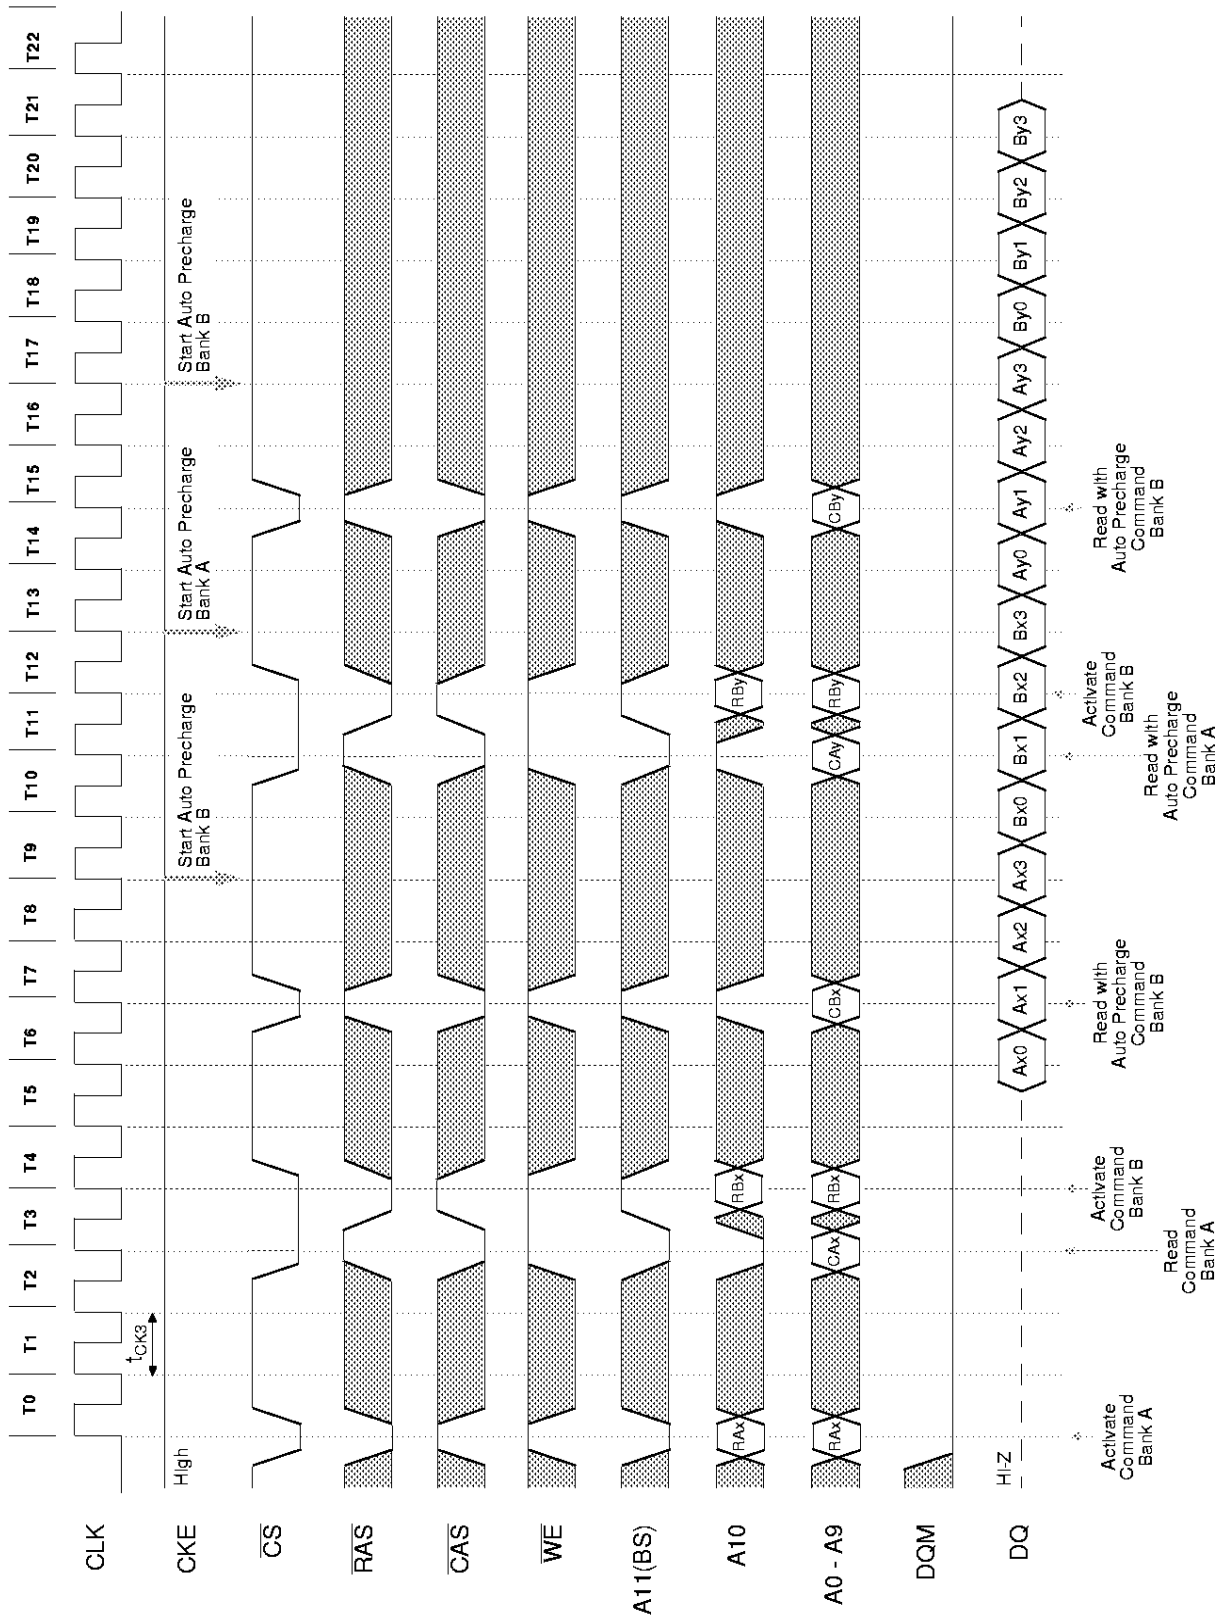 T0 T1 T2 T3 T4 T5 T6 T7 T8 T9 T10 T11 T12 T13 T14 T15 T16 T17 T18 T19 T20 T21 T22
CLK
tCK3
CKE
High
Start Auto Precharge
Bank B
Start Auto Precharge
Bank A
Start Auto Precharge
Bank B
CS
RAS
CAS
WE
A11(BS)
A10
RAx RBx RBy
A0 - A9
RAx CAx RBx CBx CAy RBy CBy
DQM
DQ
HI-Z
Ax0 Ax1 Ax2 Ax3 Bx0 Bx1 Bx2 Bx3 Ay0 Ay1 Ay2 Ay3 By0 By1 By2 By3
Activate
Command
Bank A
Read
Command
Bank A
Activate
Command
Bank B
Read with
Auto Precharge
Command
Bank B
Read with
Auto Precharge
Command
Bank A
Activate
Command
Bank B
Read with
Auto Precharge
Command
Bank B